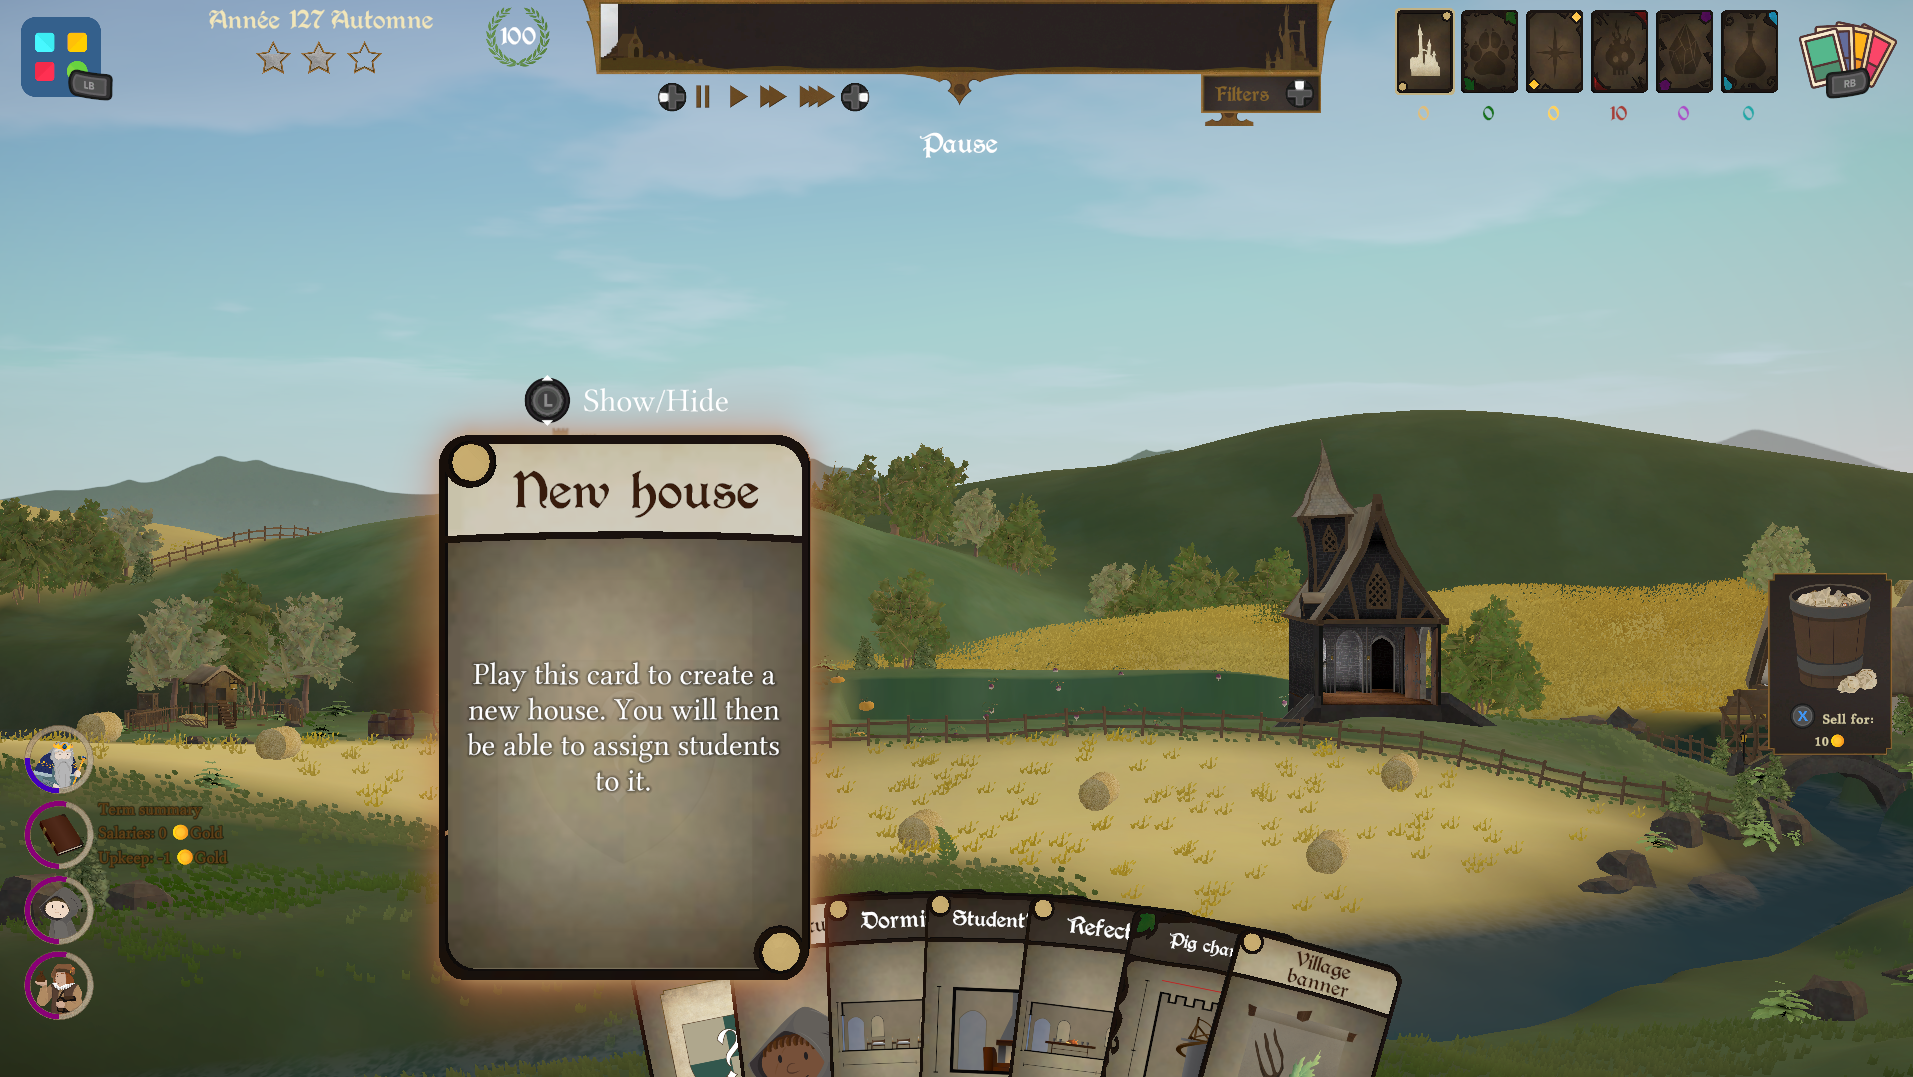 Année 127 Automne
100
LB
Filters
0
0
0
10
0
0
RB
Pause
L
Show/Hide
New house
Play this card to create a
new house. You will then
be able to assign students
to it.
X
Sell for:
10
Term summary
Salaries: 0 Gold
Upkeep: -1 Gold
Dormi
Student
Refect
Pig cha
Village
banner
?